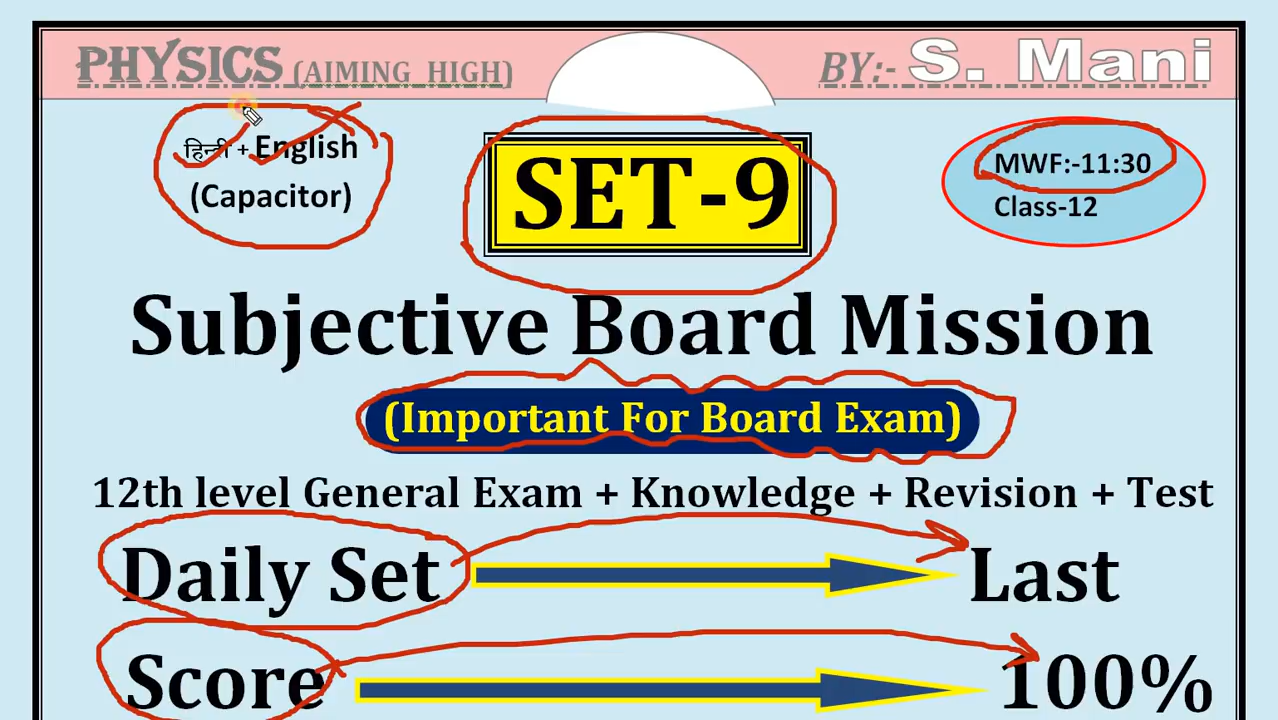 PHYSICS (AIMING HIGH) BY:- S. Mani
हिन्दी + English
(Capacitor)
SET-9
MWF:-11:30
Class-12
Subjective Board Mission
(Important For Board Exam)
12th level General Exam + Knowledge + Revision + Test
Daily Set Last
Score 100%